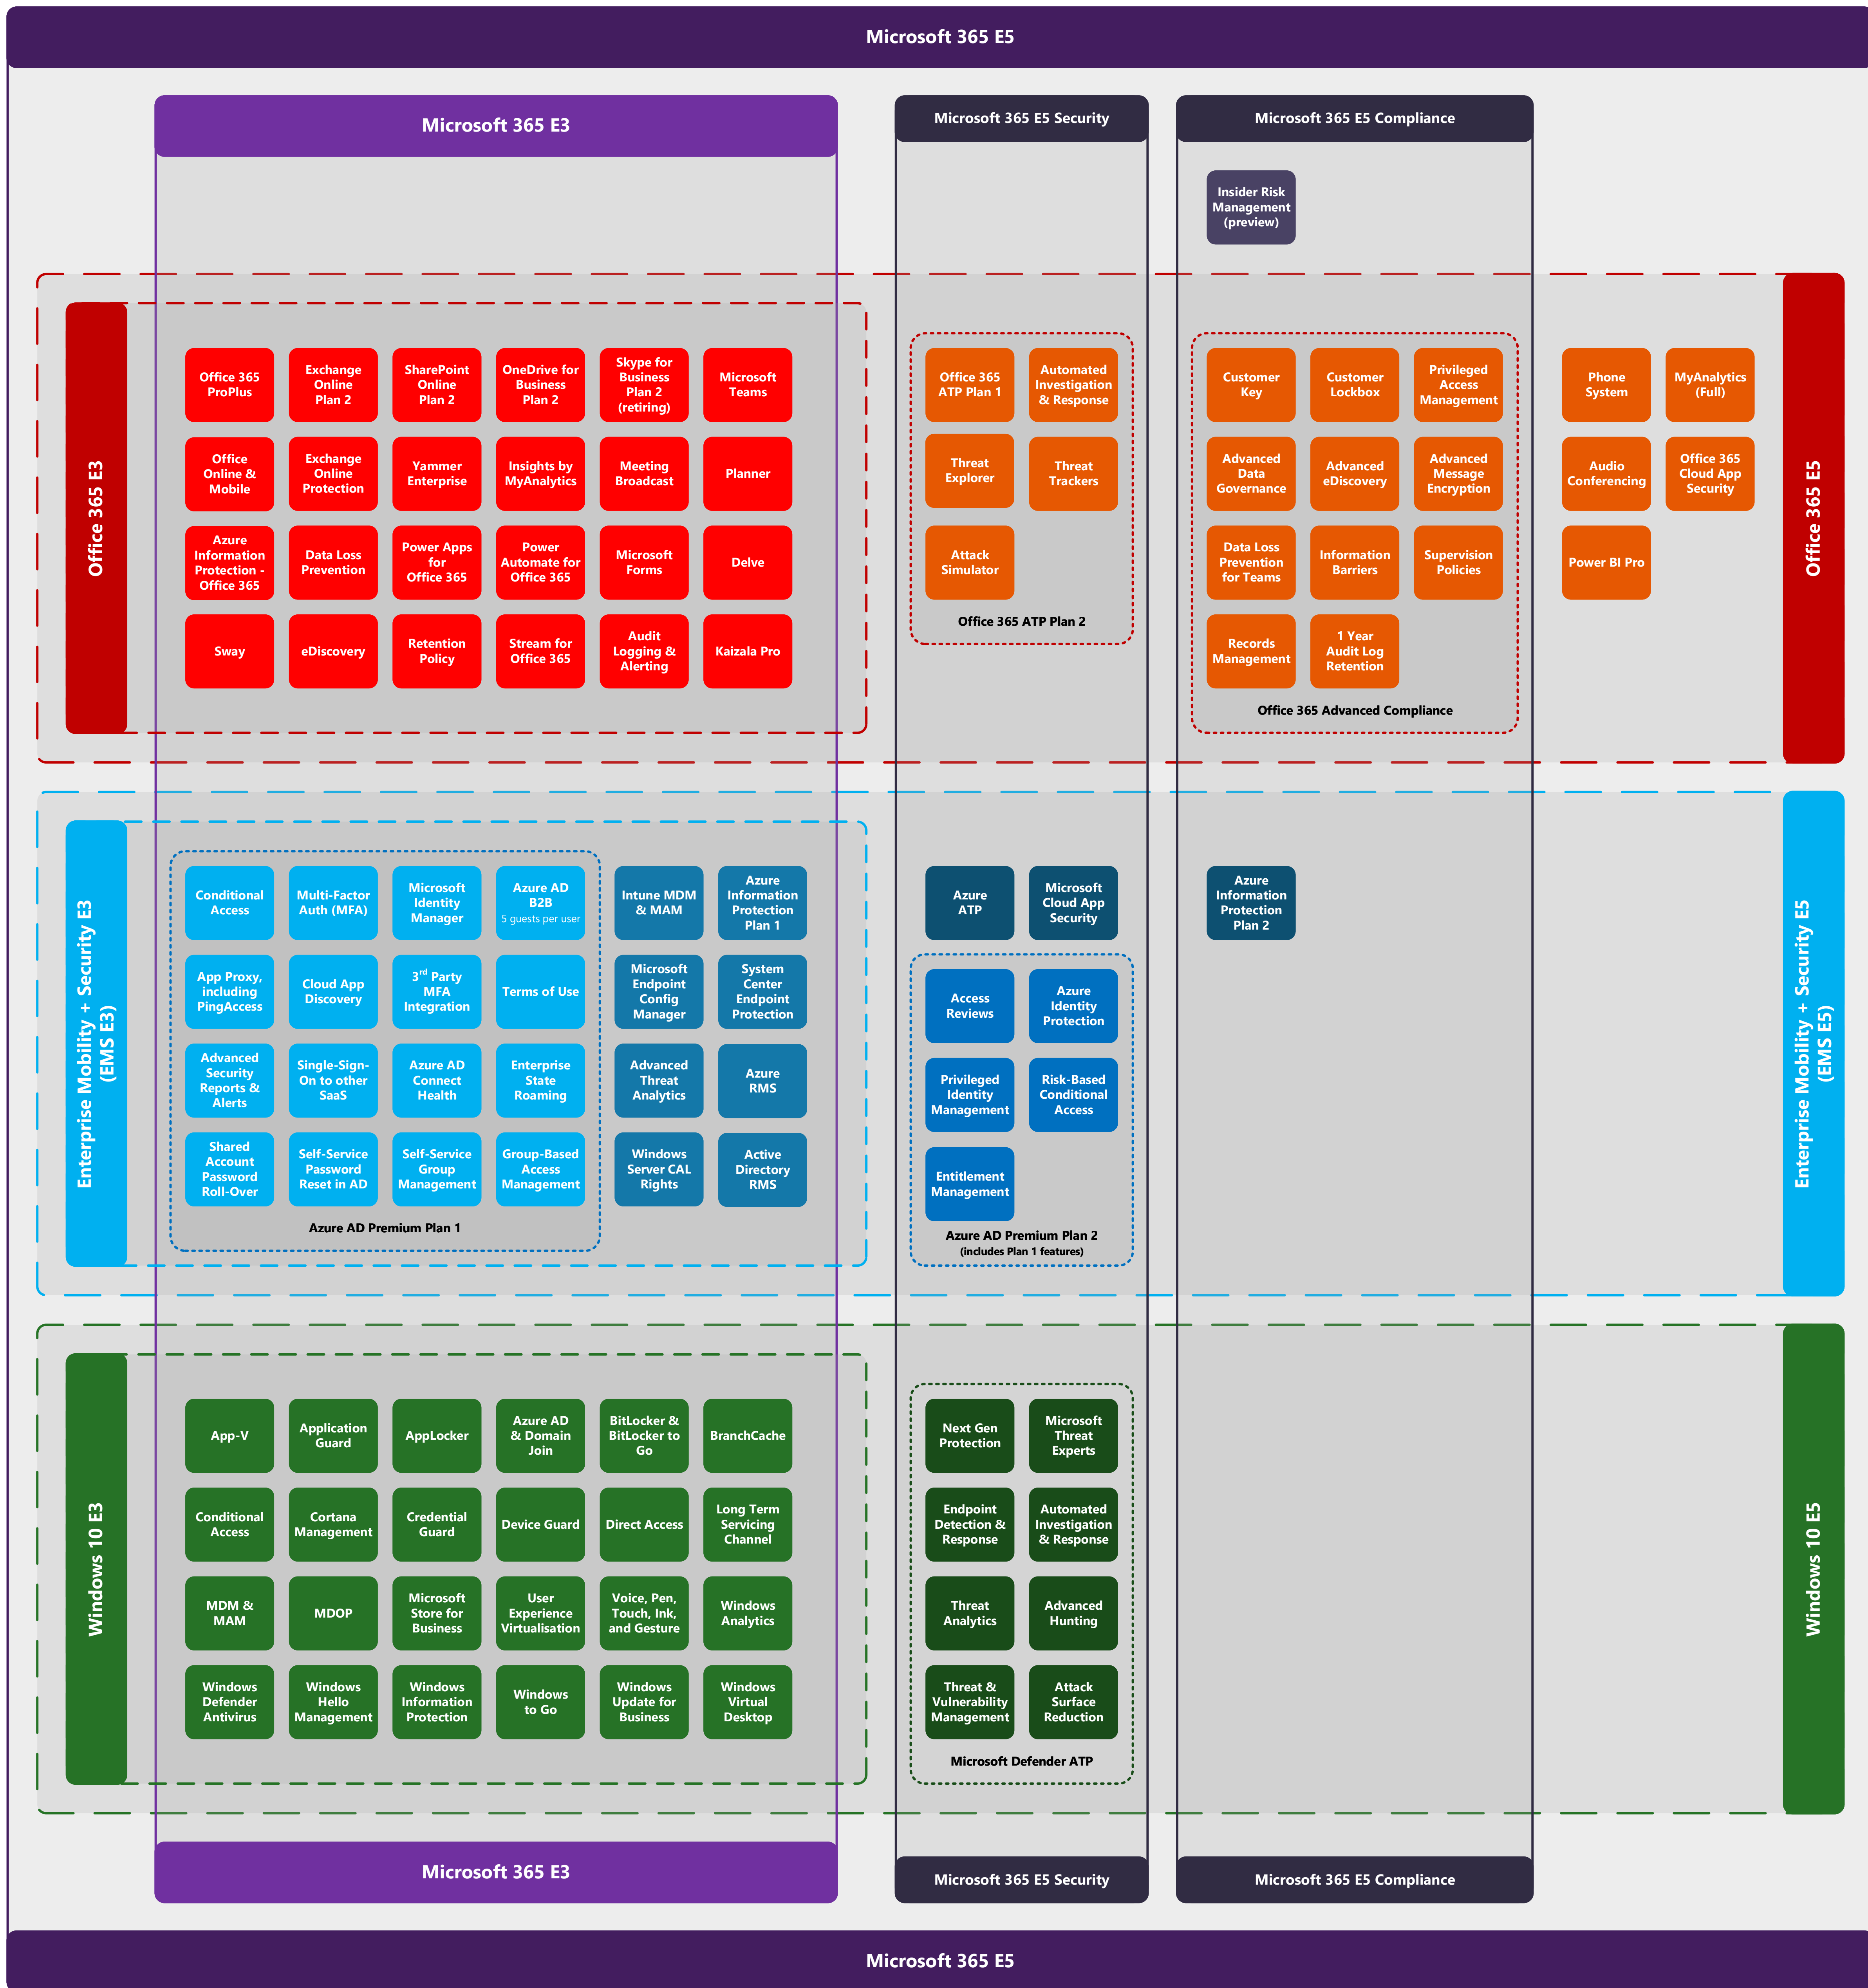 Microsoft 365 E5
Microsoft 365 E3
Microsoft 365 E5 Security
Microsoft 365 E5 Compliance
Insider Risk
Management
(preview)
Office 365 E3
Office 365
ProPlus
Exchange
Online
Plan 2
SharePoint
Online
Plan 2
OneDrive for
Business
Plan 2
Skype for
Business
Plan 2
(retiring)
Microsoft
Teams
Office
Online &
Mobile
Exchange
Online
Protection
Yammer
Enterprise
Insights by
MyAnalytics
Meeting
Broadcast
Planner
Azure
Information
Protection -
Office 365
Data Loss
Prevention
Power Apps
for
Office 365
Power
Automate for
Office 365
Microsoft
Forms
Delve
Sway
eDiscovery
Retention
Policy
Stream for
Office 365
Audit
Logging &
Alerting
Kaizala Pro
Office 365
ATP Plan 1
Automated
Investigation
& Response
Threat
Explorer
Threat
Trackers
Attack
Simulator
Office 365 ATP Plan 2
Customer
Key
Customer
Lockbox
Privileged
Access
Management
Advanced
Data
Governance
Advanced
eDiscovery
Advanced
Message
Encryption
Data Loss
Prevention
for Teams
Information
Barriers
Supervision
Policies
Records
Management
1 Year
Audit Log
Retention
Office 365 Advanced Compliance
Phone
System
MyAnalytics
(Full)
Audio
Conferencing
Office 365
Cloud App
Security
Power BI Pro
Office 365 E5
Enterprise Mobility + Security E3
(EMS E3)
Conditional
Access
Multi-Factor
Auth (MFA)
Microsoft
Identity
Manager
Azure AD
B2B
5 guests per user
App Proxy,
including
PingAccess
Cloud App
Discovery
3rd Party
MFA
Integration
Terms of Use
Advanced
Security
Reports &
Alerts
Single-Sign-
On to other
SaaS
Azure AD
Connect
Health
Enterprise
State
Roaming
Shared
Account
Password
Roll-Over
Self-Service
Password
Reset in AD
Self-Service
Group
Management
Group-Based
Access
Management
Azure AD Premium Plan 1
Intune MDM
& MAM
Azure
Information
Protection
Plan 1
Microsoft
Endpoint
Config
Manager
System
Center
Endpoint
Protection
Advanced
Threat
Analytics
Azure
RMS
Windows
Server CAL
Rights
Active
Directory
RMS
Azure
ATP
Microsoft
Cloud App
Security
Access
Reviews
Azure
Identity
Protection
Privileged
Identity
Management
Risk-Based
Conditional
Access
Entitlement
Management
Azure AD Premium Plan 2
(includes Plan 1 features)
Azure
Information
Protection
Plan 2
Enterprise Mobility + Security E5
(EMS E5)
Windows 10 E3
App-V
Application
Guard
AppLocker
Azure AD
& Domain
Join
BitLocker &
BitLocker to
Go
BranchCache
Conditional
Access
Cortana
Management
Credential
Guard
Device Guard
Direct Access
Long Term
Servicing
Channel
MDM &
MAM
MDOP
Microsoft
Store for
Business
User
Experience
Virtualisation
Voice, Pen,
Touch, Ink,
and Gesture
Windows
Analytics
Windows
Defender
Antivirus
Windows
Hello
Management
Windows
Information
Protection
Windows
to Go
Windows
Update for
Business
Windows
Virtual
Desktop
Next Gen
Protection
Microsoft
Threat
Experts
Endpoint
Detection &
Response
Automated
Investigation
& Response
Threat
Analytics
Advanced
Hunting
Threat &
Vulnerability
Management
Attack
Surface
Reduction
Microsoft Defender ATP
Windows 10 E5
Microsoft 365 E3
Microsoft 365 E5 Security
Microsoft 365 E5 Compliance
Microsoft 365 E5